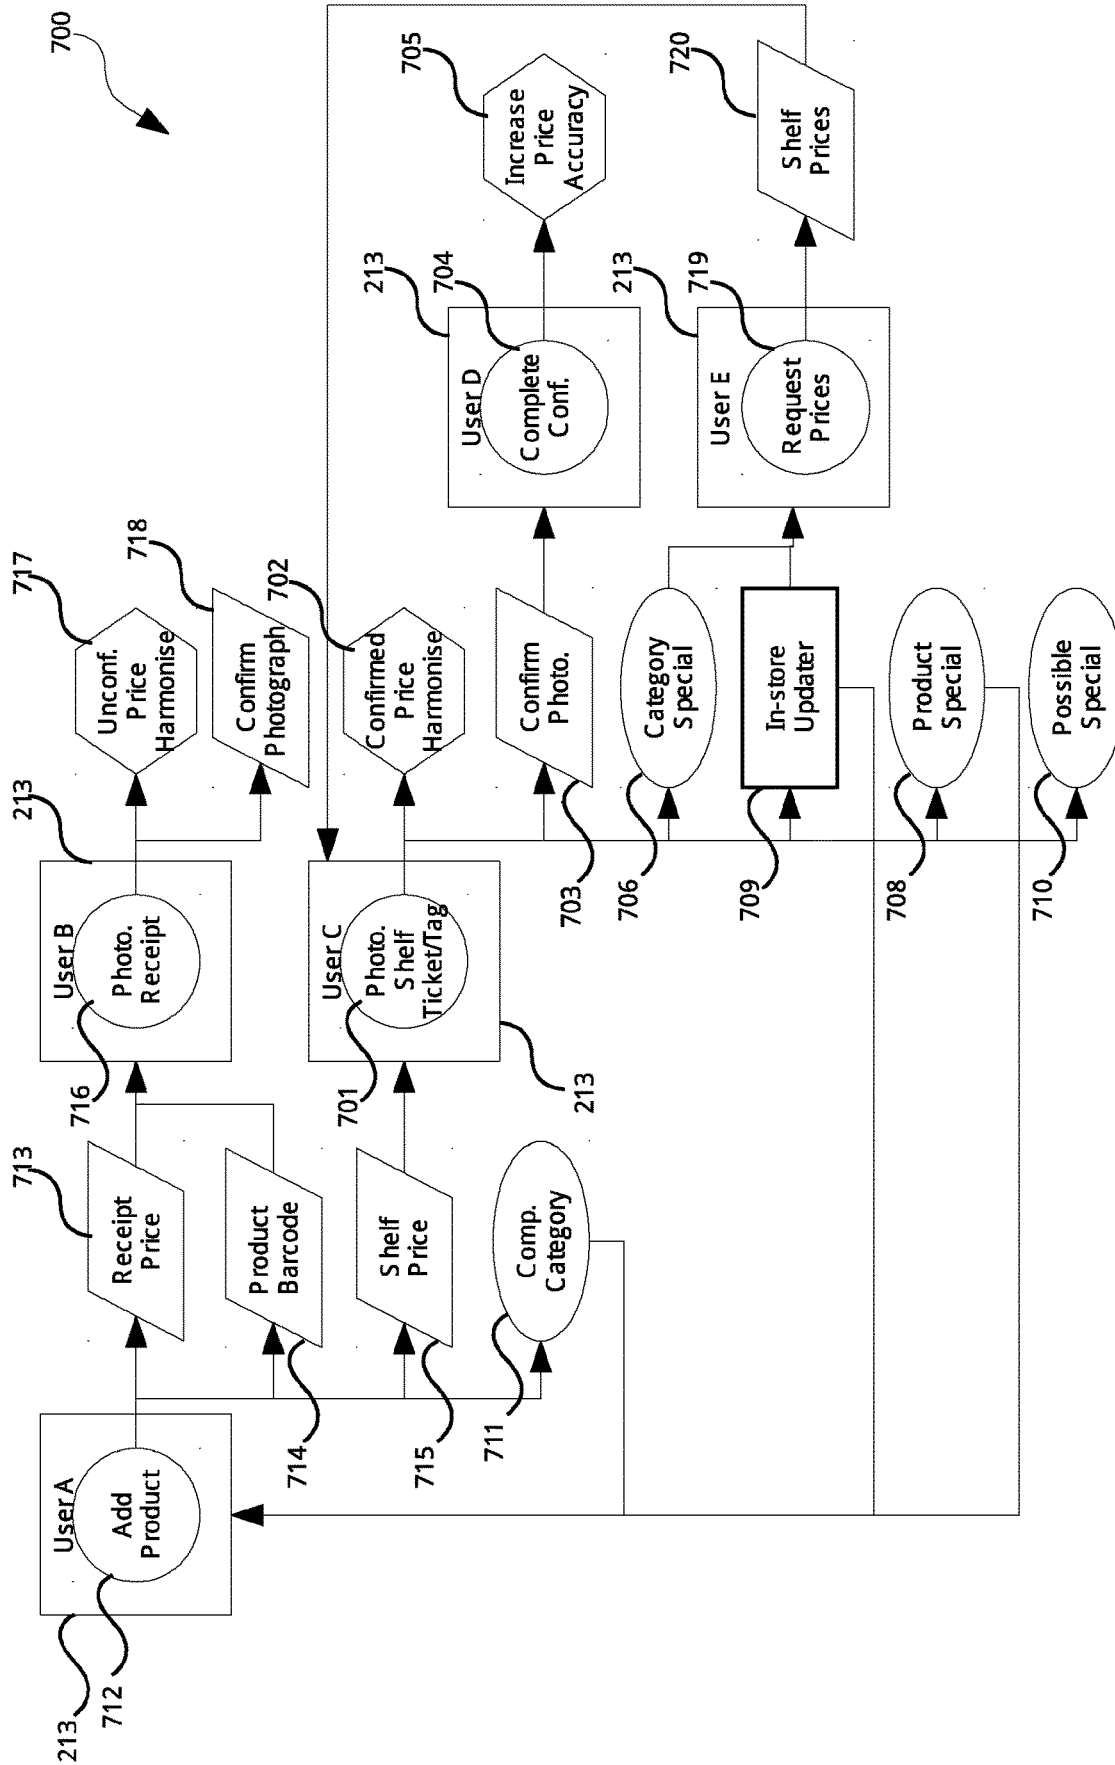 700
213
User A
Add
Product
712
713
Receipt
Price
714
Product
Barcode
715
Shelf
Price
711
Comp.
Category
213
User B
Photo.
Receipt
716
717
Unconf.
Price
Harmonise
718
Confirm
Photograph
User C
Photo.
Shelf
Ticket/Tag
701
213
702
Confirmed
Price
Harmonise
703
Confirm
Photo.
706
Category
Special
709
In-store
Updater
708
Product
Special
710
Possible
Special
213
704
User D
Complete
Conf.
705
Increase
Price
Accuracy
213
719
User E
Request
Prices
720
Shelf
Prices